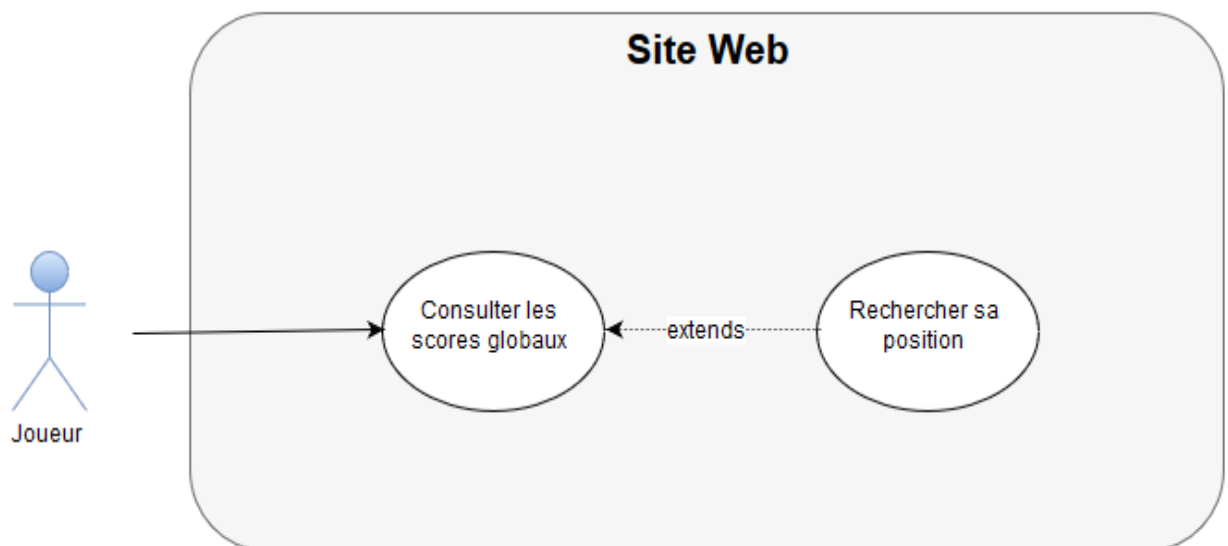 Site Web
Consulter les
scores globaux
extends
Rechercher sa
position
Joueur